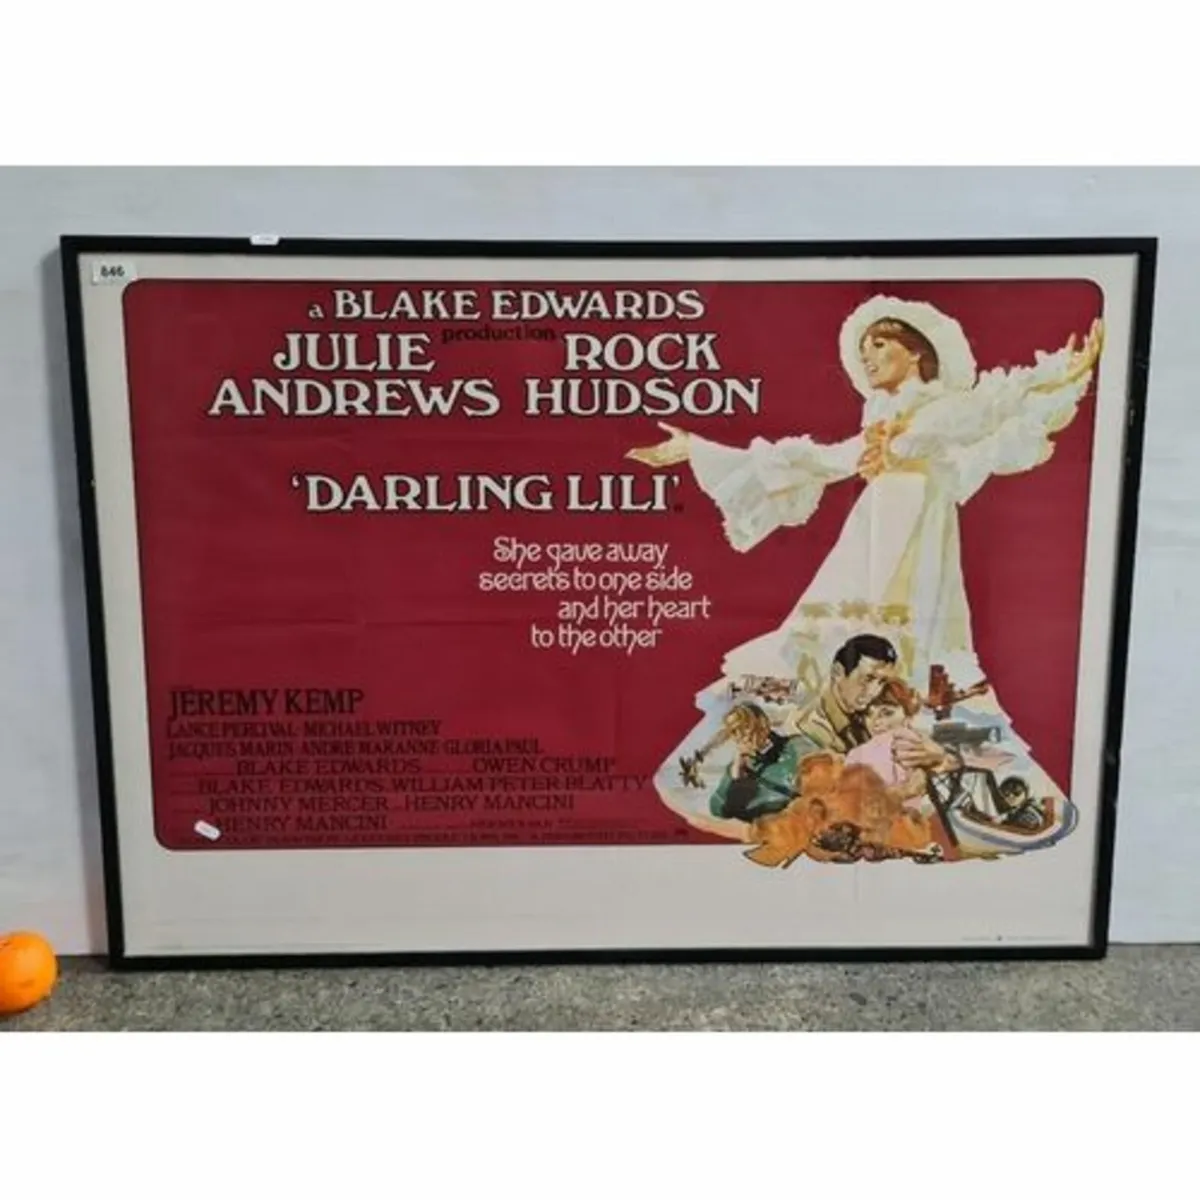 646
a BLAKE EDWARDS
production
JULIE ROCK
ANDREWS HUDSON
'DARLING LILI'
She gave away
secrets to one side
and her heart
to the other
JEREMY KEMP
LANCE PERCIVAL · MICHAEL WITNEY
JACQUES MARIN ANDRE MARANNE GLORIA PAUL
BLAKE EDWARDS OWEN CRUMP
BLAKE EDWARDS WILLIAM PETER BLATTY
JOHNNY MERCER HENRY MANCINI
HENRY MANCINI